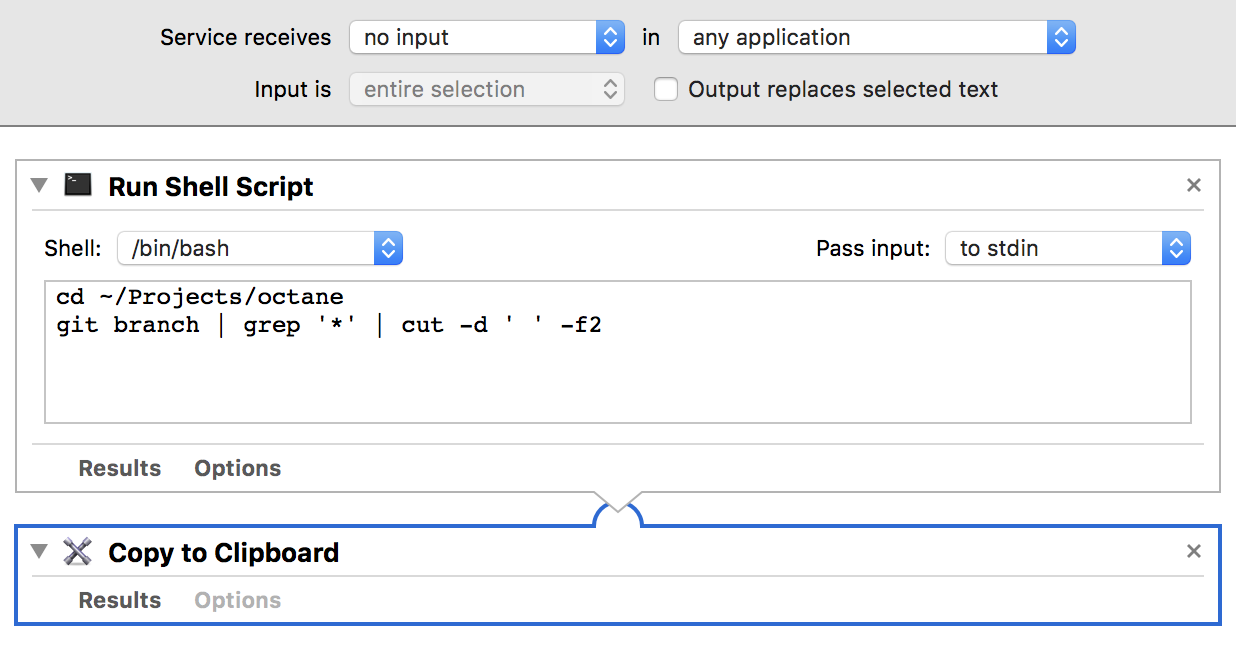 Service receives no input in any application
Input is entire selection Output replaces selected text
Run Shell Script
Shell: /bin/bash Pass input: to stdin
cd ~/Projects/octane
git branch | grep '*' | cut -d ' ' -f2
Results Options
Copy to Clipboard
Results Options